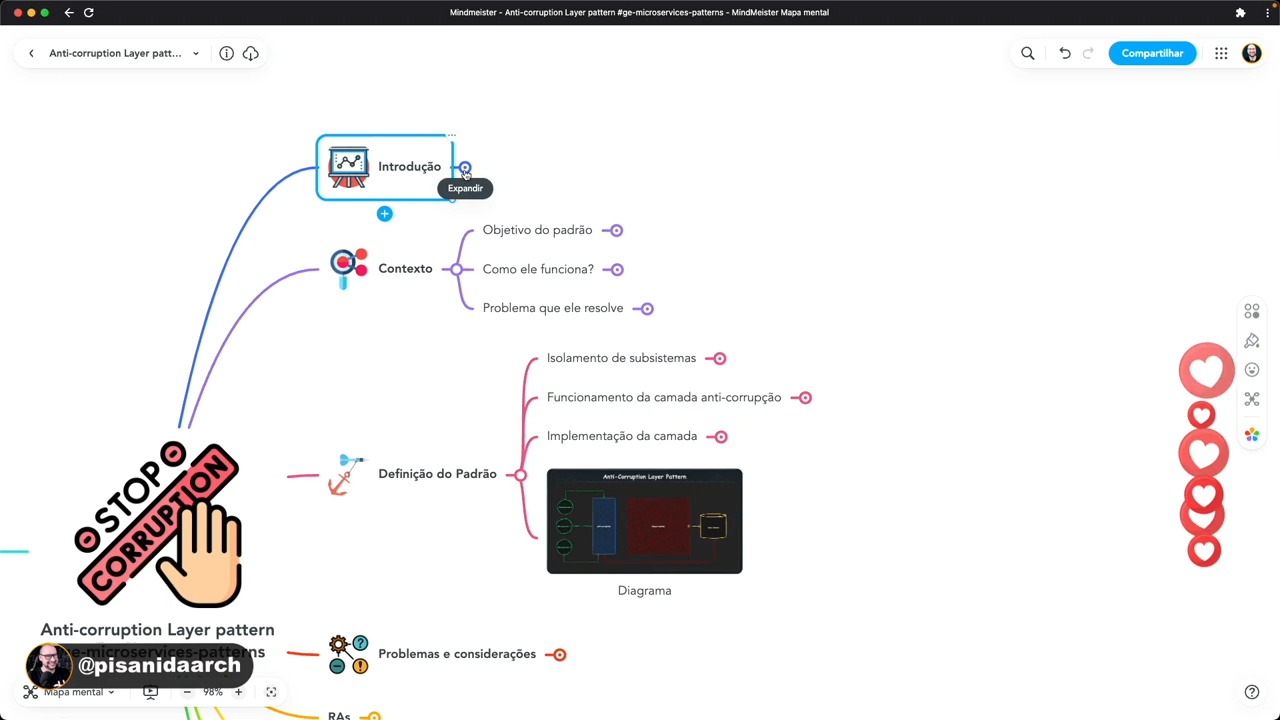 Mindmeister - Anti-corruption Layer pattern #ge-microservices-patterns - MindMeister Mapa mental
Anti-corruption Layer patt...
Compartilhar
Introdução
Expandir
Objetivo do padrão
Contexto
Como ele funciona?
Problema que ele resolve
Isolamento de subsistemas
Funcionamento da camada anti-corrupção
Implementação da camada
STOP
CORRUPTION
Definição do Padrão
Anti-Corruption Layer Pattern
Diagrama
Anti-corruption Layer pattern
ge-microservices-patterns
Problemas e considerações
@pisanidaarch
Mapa mental
98%
RAs